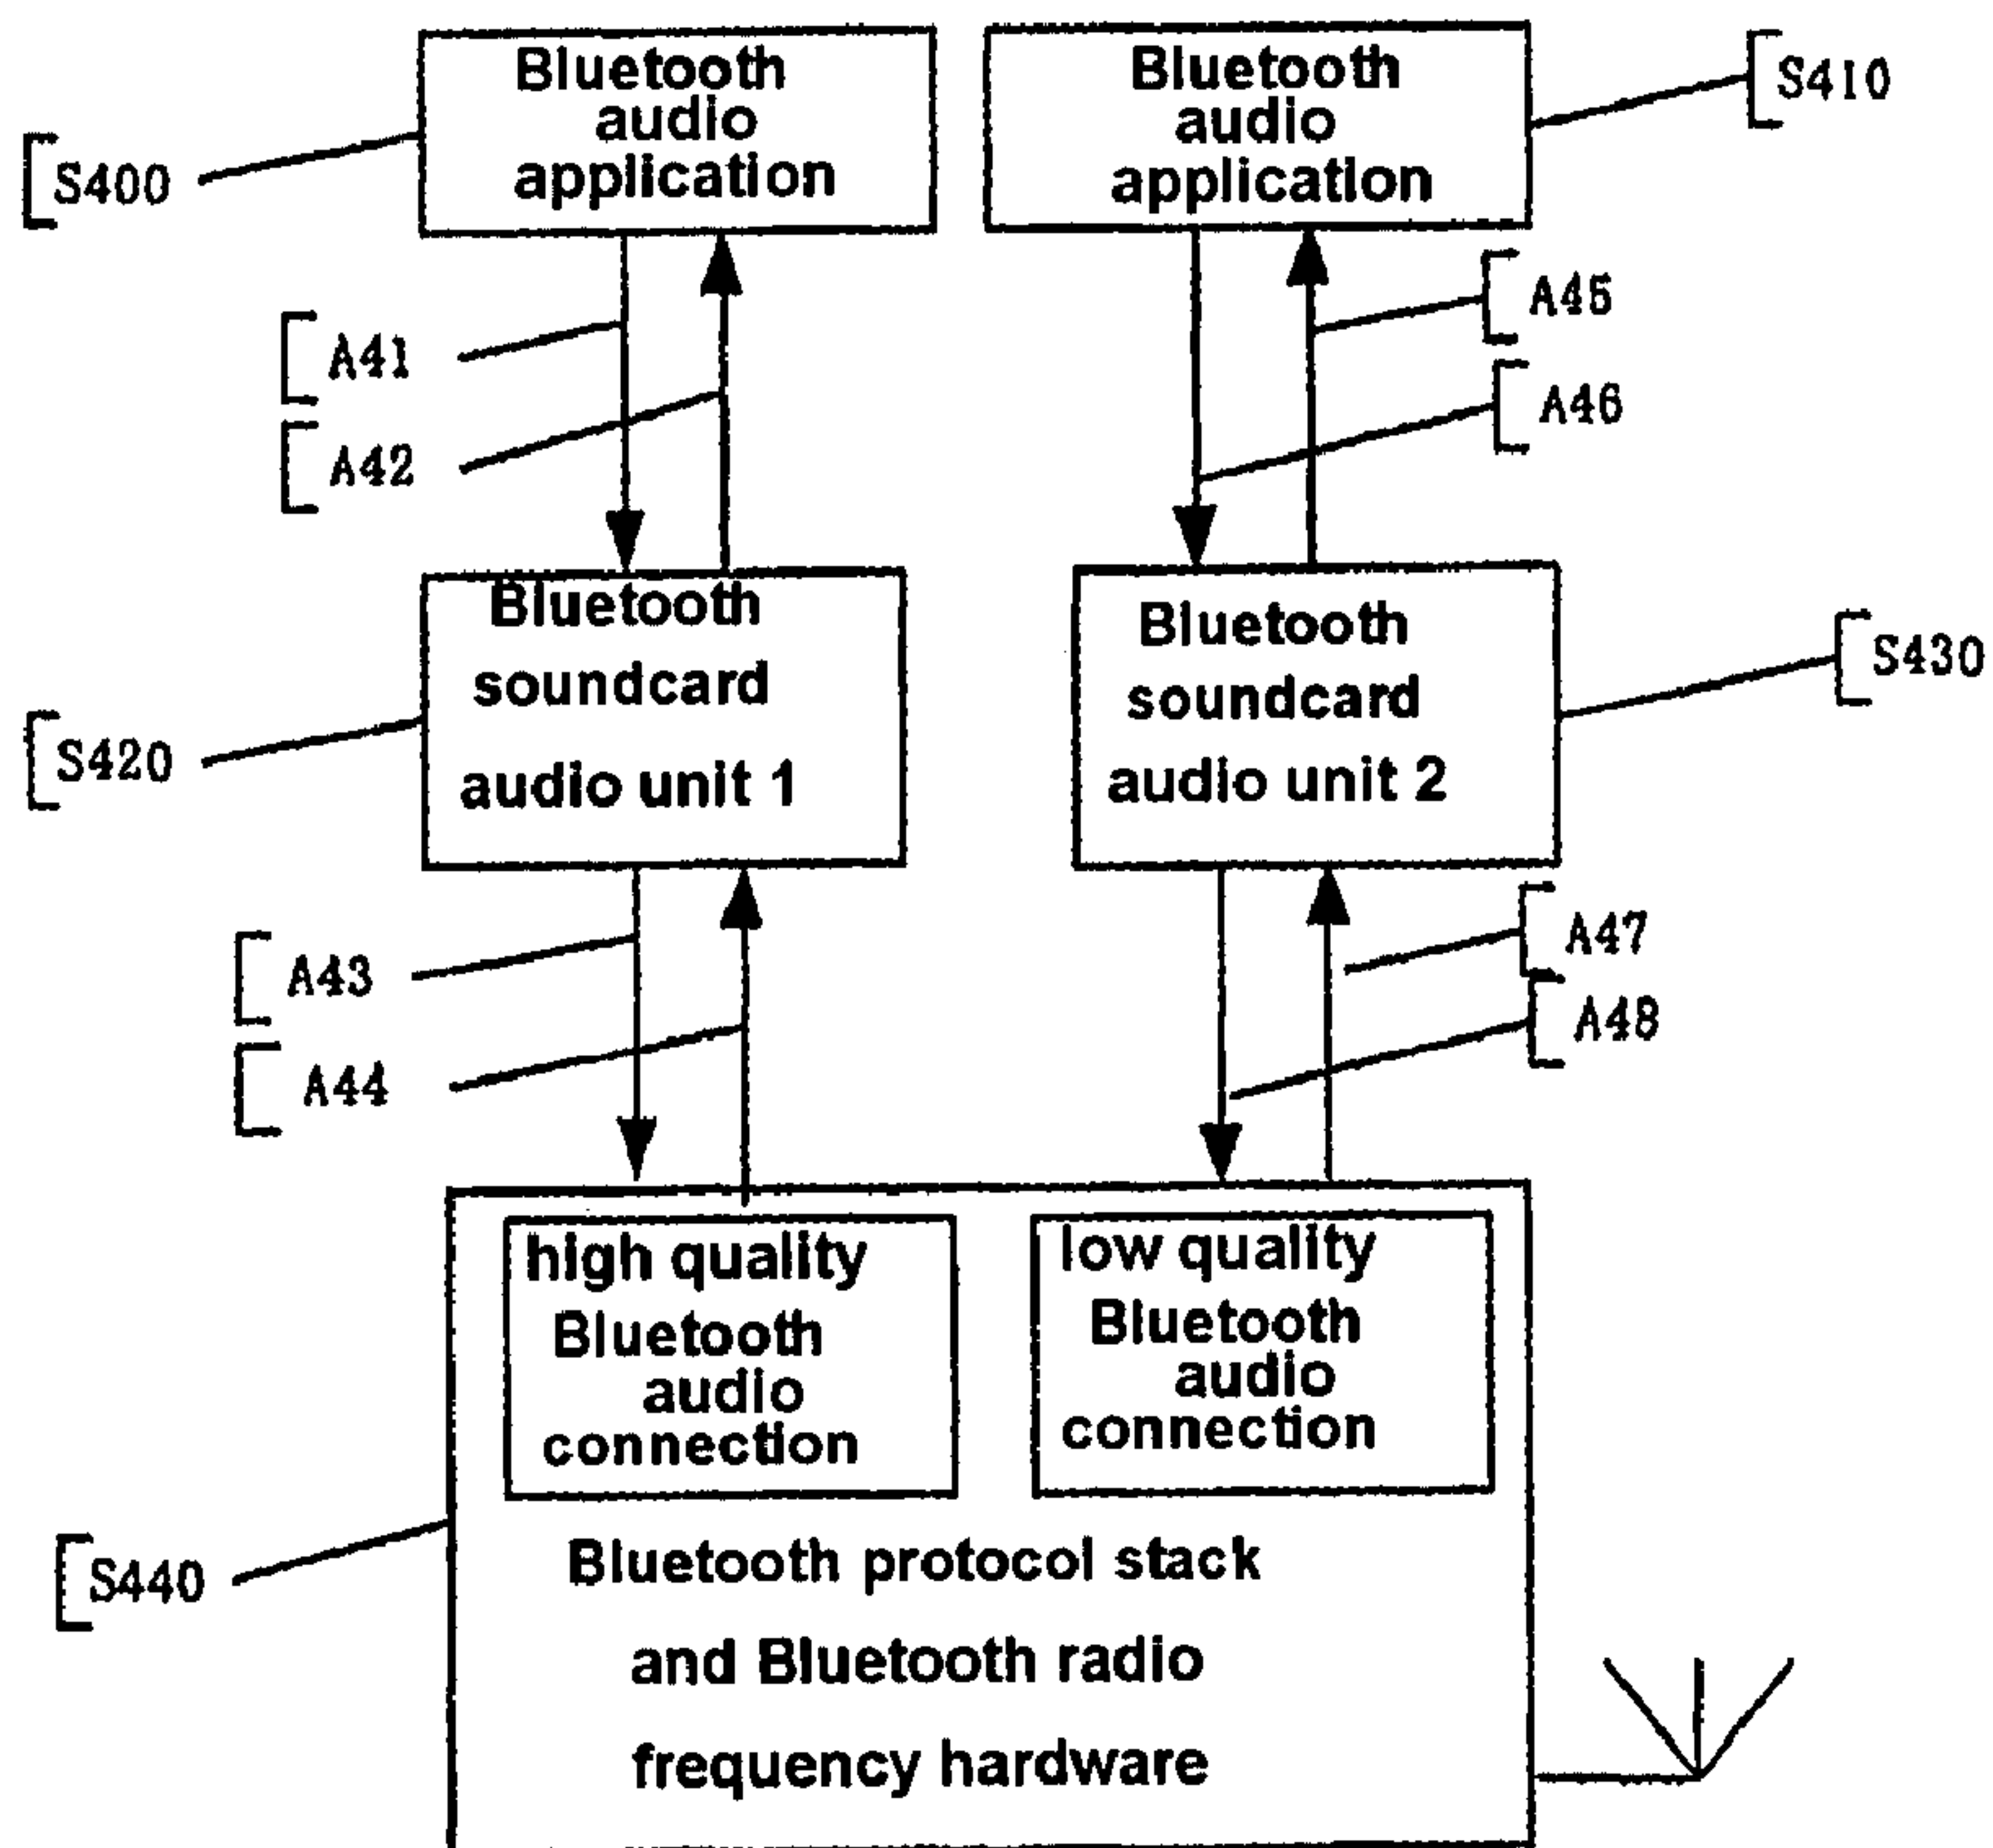 Bluetooth
audio
application
Bluetooth
audio
application
S400
S410
A41
A42
A45
A46
Bluetooth
soundcard
audio unit 1
Bluetooth
soundcard
audio unit 2
S420
S430
A43
A44
A47
A48
high quality
Bluetooth
audio
connection
low quality
Bluetooth
audio
connection
S440
Bluetooth protocol stack
and Bluetooth radio
frequency hardware